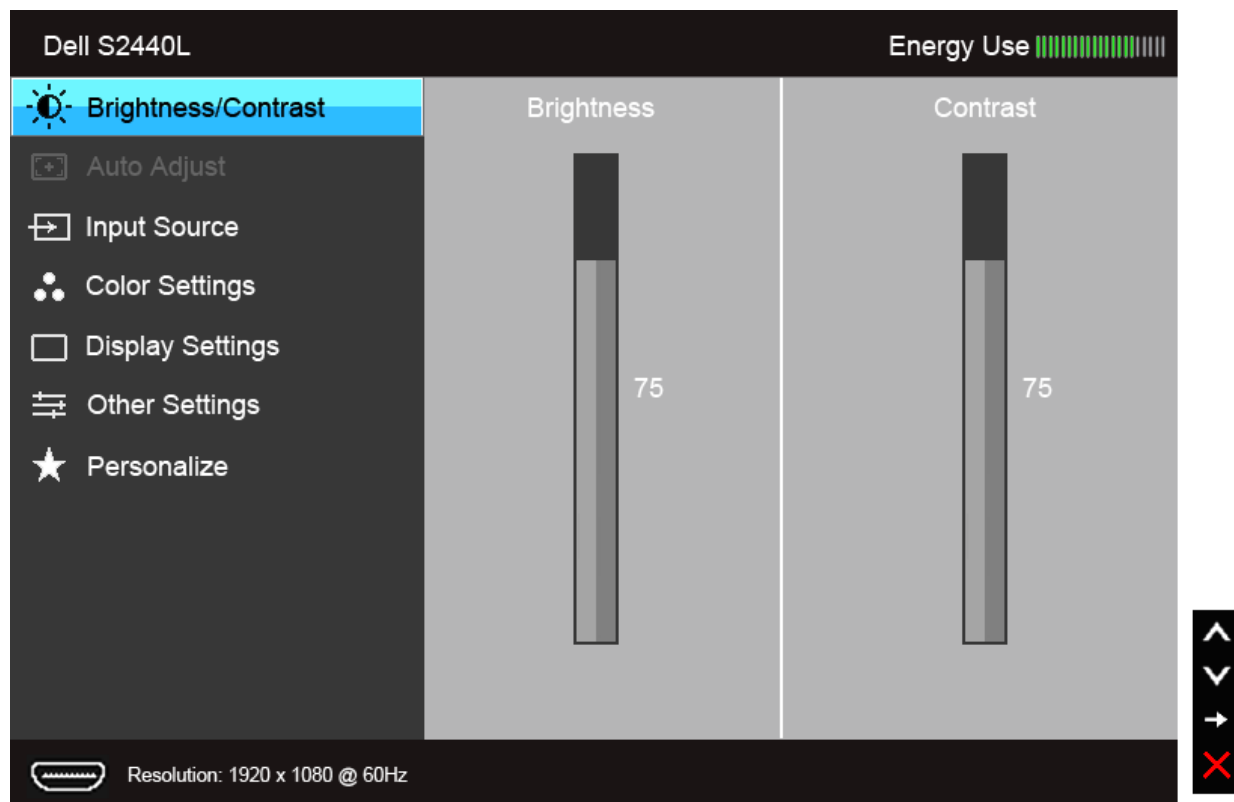 Dell S2440L
Energy Use
Brightness/Contrast
Auto Adjust
Input Source
Color Settings
Display Settings
Other Settings
Personalize
Brightness
75
Contrast
75
Resolution: 1920 x 1080 @ 60Hz